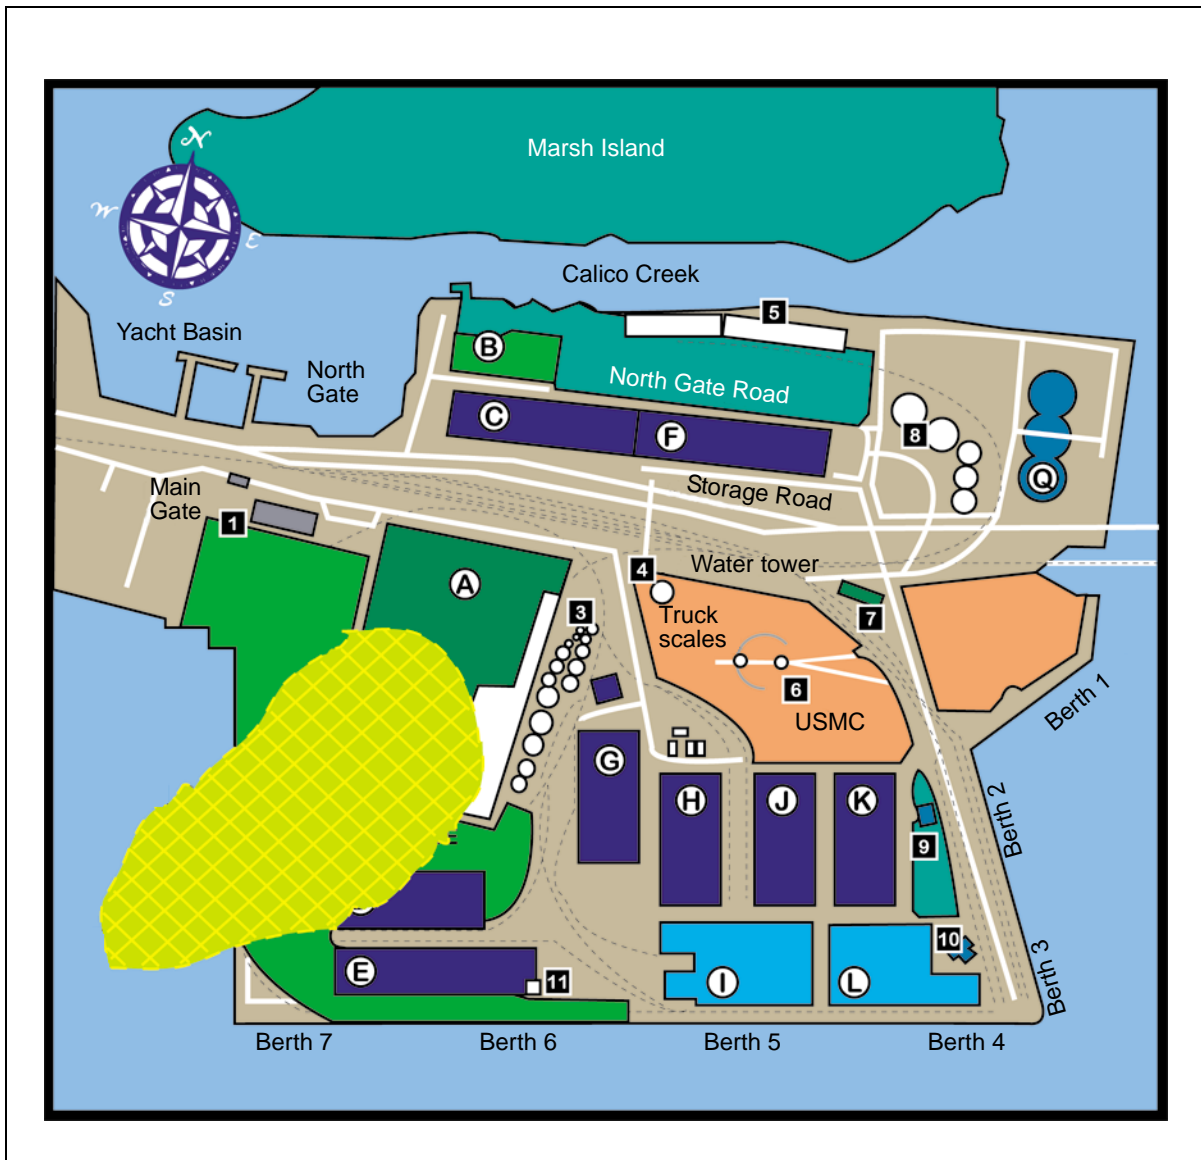 Marsh Island
N
W
E
S
Calico Creek
Yacht Basin
5
North
Gate
B
North Gate Road
C
F
8
Q
Main
Gate
Storage Road
1
4
Water tower
A
3
Truck
scales
7
6
USMC
Berth 1
G
H
J
K
Berth 2
9
10
E
11
I
L
Berth 3
Berth 7
Berth 6
Berth 5
Berth 4